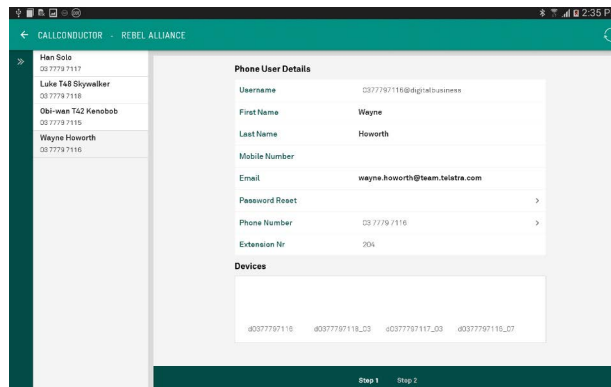 2:35 P
CALLCONDUCTOR - REBEL ALLIANCE
Han Solo
03 7779 7117
Luke T48 Skywalker
03 7779 7118
Obi-wan T42 Kenobob
03 7779 7115
Wayne Howorth
03 7779 7116
Phone User Details
Username 0377797116@digitalbusiness
First Name Wayne
Last Name Howorth
Mobile Number
Email wayne.howorth@team.telstra.com
Password Reset
Phone Number 03 7779 7116
Extension Nr 204
Devices
d0377797116 d0377797118_03 d0377797117_03 d0377797116_07
Step 1 Step 2